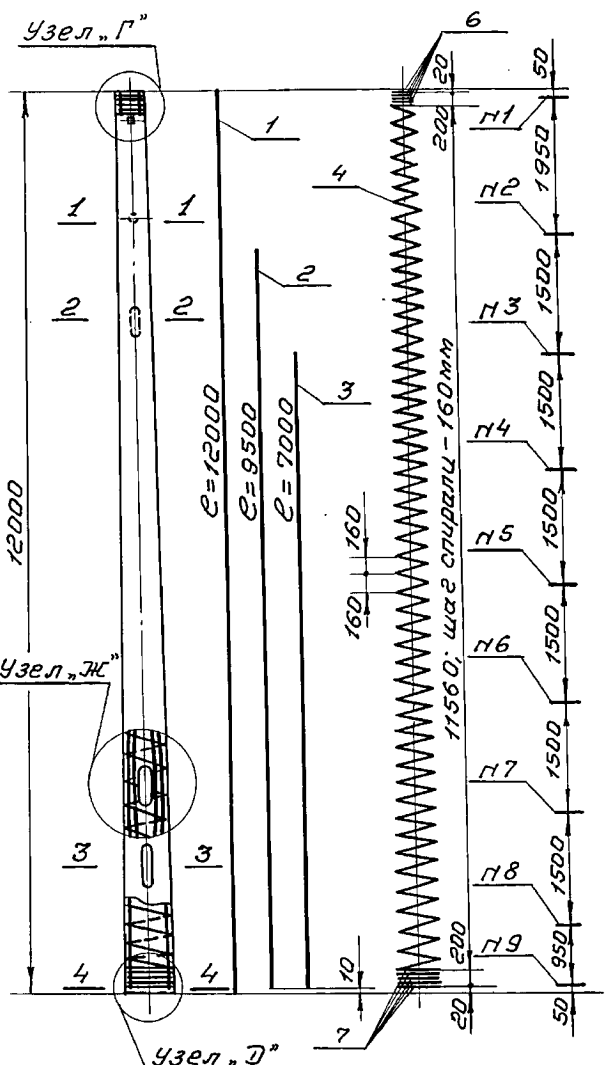 Узел „Г"
6
20
50
1
200
п1
4
1950
1
1
п2
2
2
2
1500
3
п3
1500
п4
12000
ℓ=12000
ℓ=9500
ℓ=7000
11560; шаг спирали – 160мм
1500
160
160
п5
1500
Узел „Ж"
п6
1500
п7
1500
3
3
п8
200
950
10
п9
4
4
7
20
50
Узел „D"